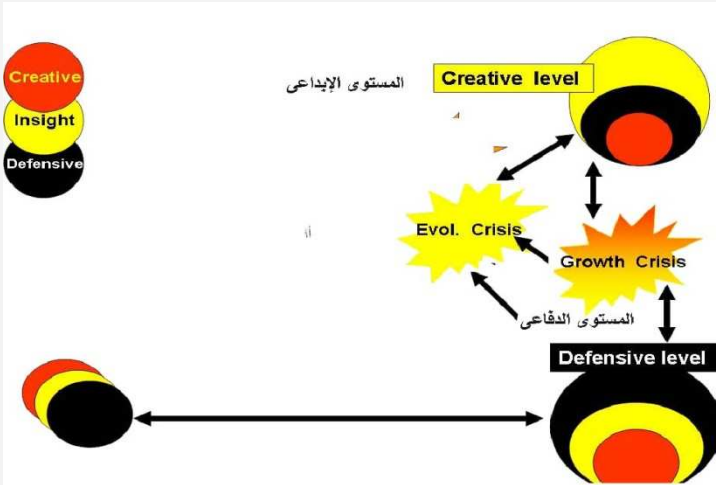 Creative
Insight
Defensive
المستوى الإبداعى
Creative level
Evol. Crisis
Growth Crisis
المستوى الدفاعى
Defensive level